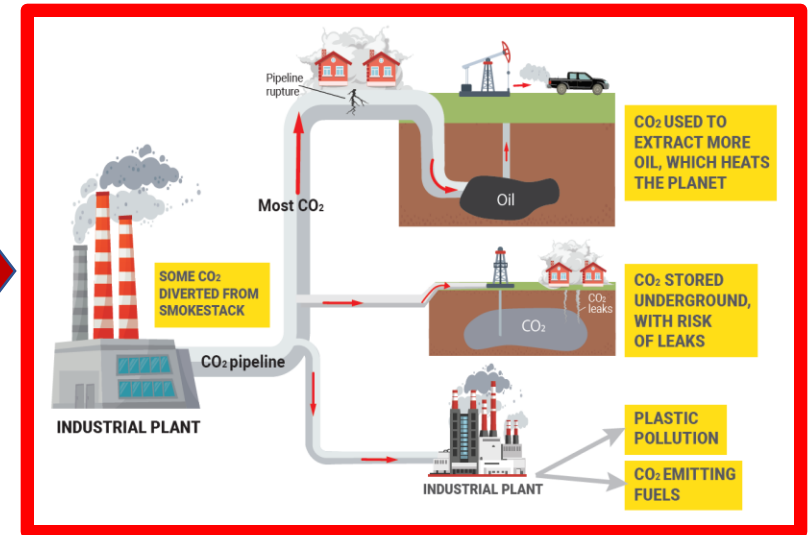 Pipeline
rupture
CO₂ USED TO
EXTRACT MORE
OIL, WHICH HEATS
THE PLANET
Oil
Most CO₂
SOME CO₂
DIVERTED FROM
SMOKESTACK
CO₂
leaks
CO₂
CO₂ STORED
UNDERGROUND,
WITH RISK
OF LEAKS
CO₂ pipeline
INDUSTRIAL PLANT
INDUSTRIAL PLANT
PLASTIC
POLLUTION
CO₂ EMITTING
FUELS